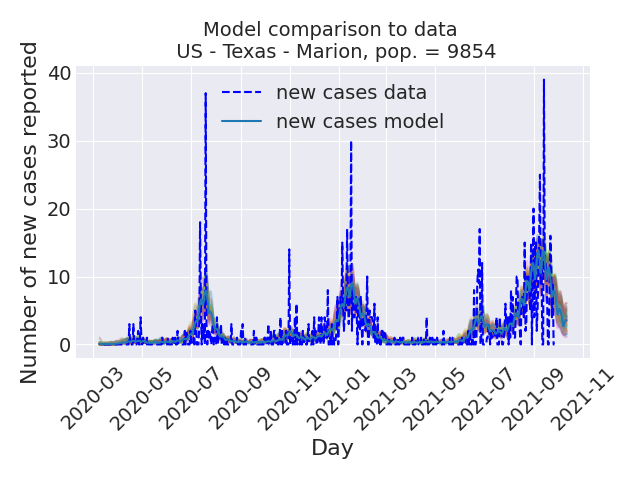 Model comparison to data
US - Texas - Marion, pop. = 9854
Number of new cases reported
40
30
20
10
0
new cases data
new cases model
2020-03
2020-05
2020-07
2020-09
2020-11
2021-01
2021-03
2021-05
2021-07
2021-09
2021-11
Day